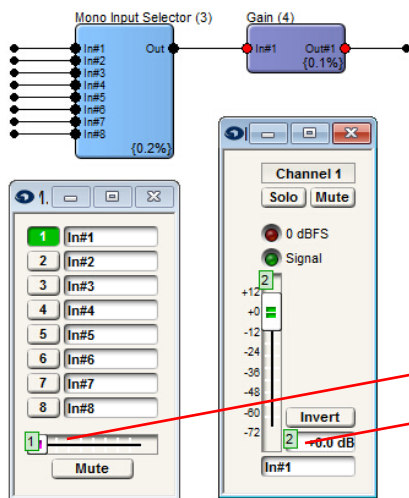 Mono Input Selector (3)
Gain (4)
In#1
Out
In#2
In#3
In#4
In#5
In#6
In#7
In#8
{0.2%}
In#1
Out#1
{0.1%}
1.
1 In#1
2 In#2
3 In#3
4 In#4
5 In#5
6 In#6
7 In#7
8 In#8
1
Mute
Channel 1
Solo
Mute
0 dBFS
Signal
2
+12
+0
-12
-24
-36
-48
-60
-72
Invert
2
+0.0 dB
In#1